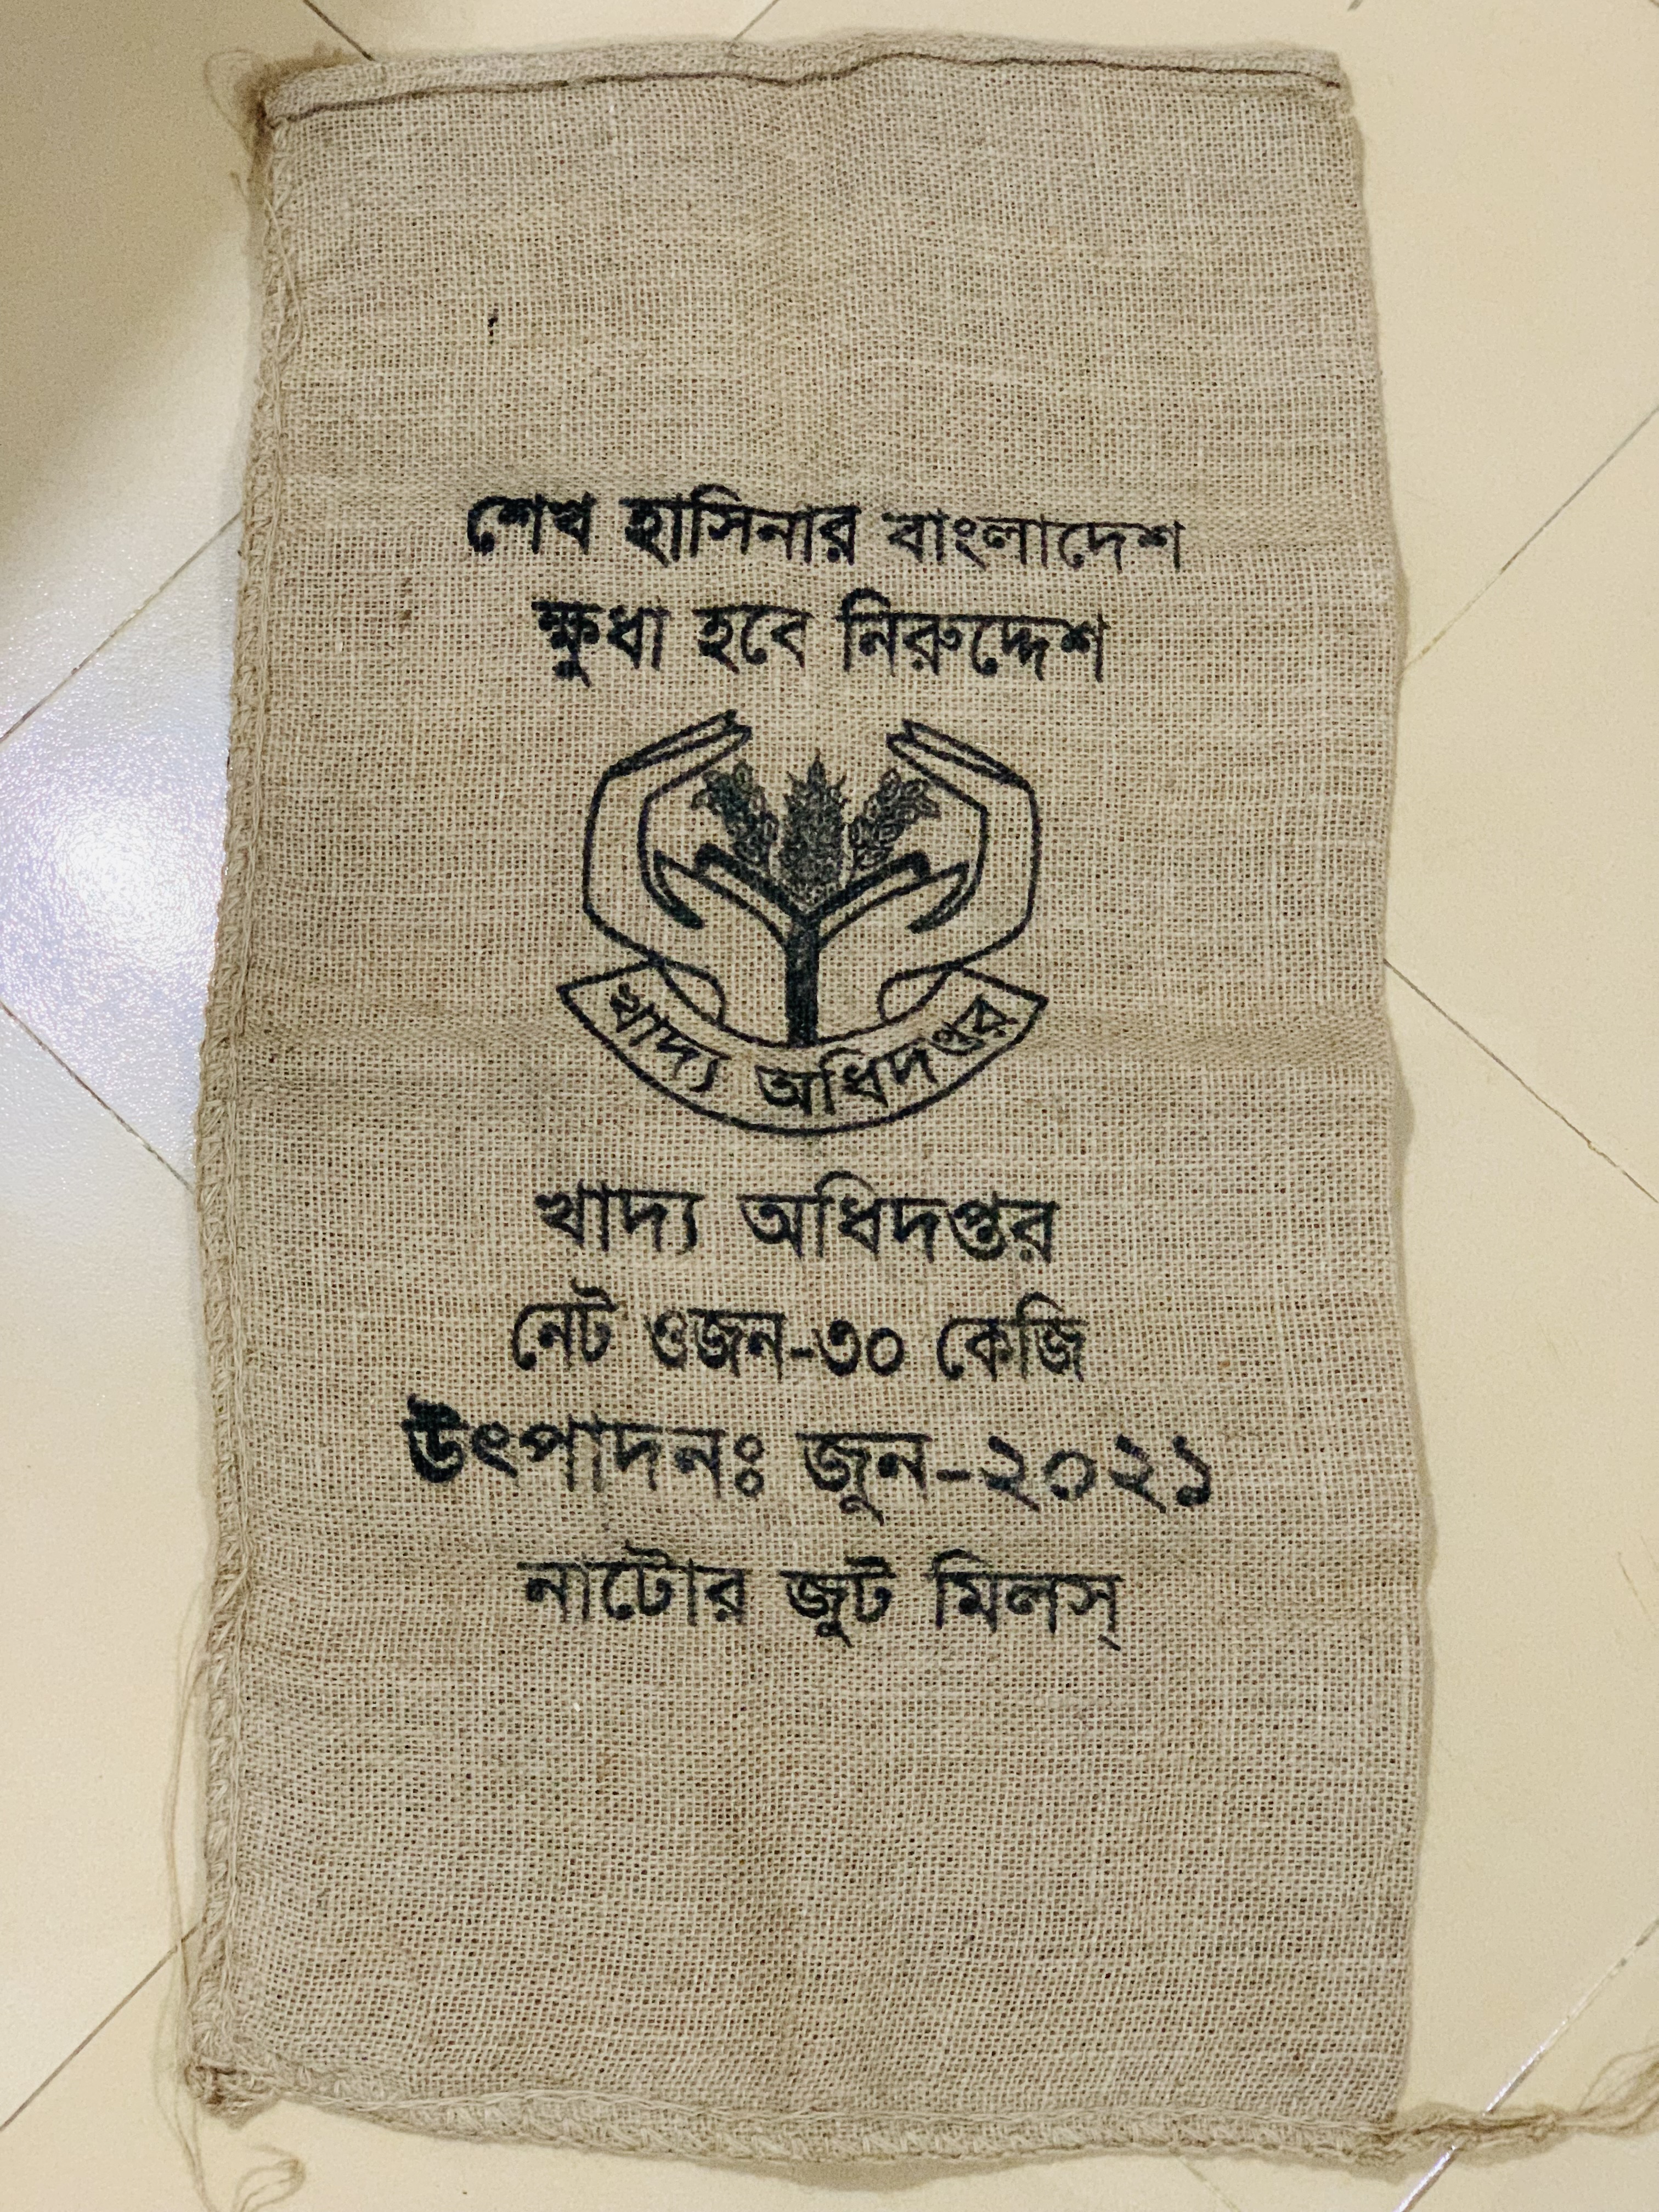 শেখ হাসিনার বাংলাদেশ
ক্ষুধা হবে নিরুদ্দেশ
খাদ্য অধিদপ্তর
খাদ্য অধিদপ্তর
নেট ওজন-৩০ কেজি
উৎপাদনঃ জুন-২০২১
নাটোর জুট মিলস্